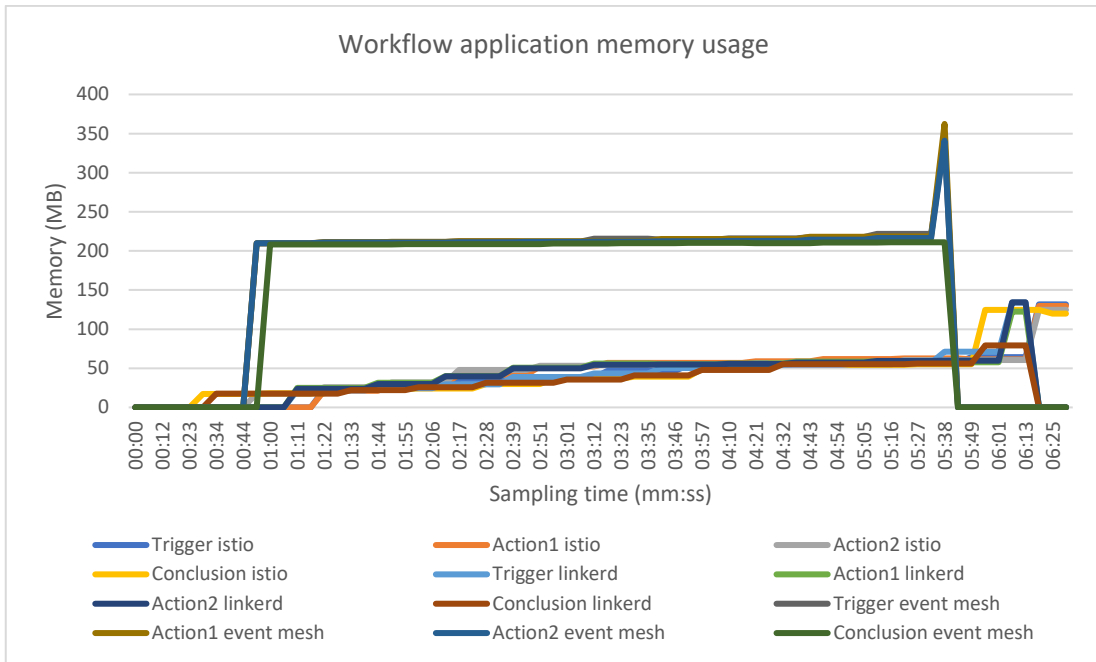 Workflow application memory usage
400
350
300
250
200
150
100
50
0
Memory (MB)
00:00
00:12
00:23
00:34
00:44
01:00
01:11
01:22
01:33
01:44
01:55
02:06
02:17
02:28
02:39
02:51
03:01
03:12
03:23
03:35
03:46
03:57
04:10
04:21
04:32
04:43
04:54
05:05
05:16
05:27
05:38
05:49
06:01
06:13
06:25
Sampling time (mm:ss)
Trigger istio
Action1 istio
Action2 istio
Conclusion istio
Trigger linkerd
Action1 linkerd
Action2 linkerd
Conclusion linkerd
Trigger event mesh
Action1 event mesh
Action2 event mesh
Conclusion event mesh